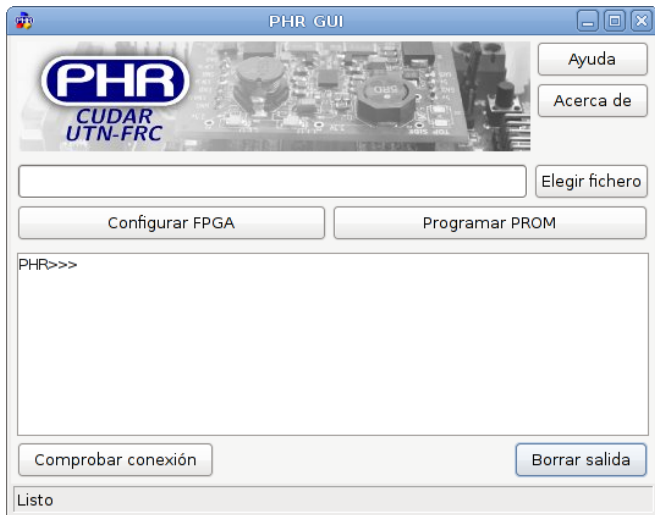 PHR GUI
PHR
CUDAR
UTN-FRC
Ayuda
Acerca de
Elegir fichero
Configurar FPGA
Programar PROM
PHR>>>
Comprobar conexión
Borrar salida
Listo